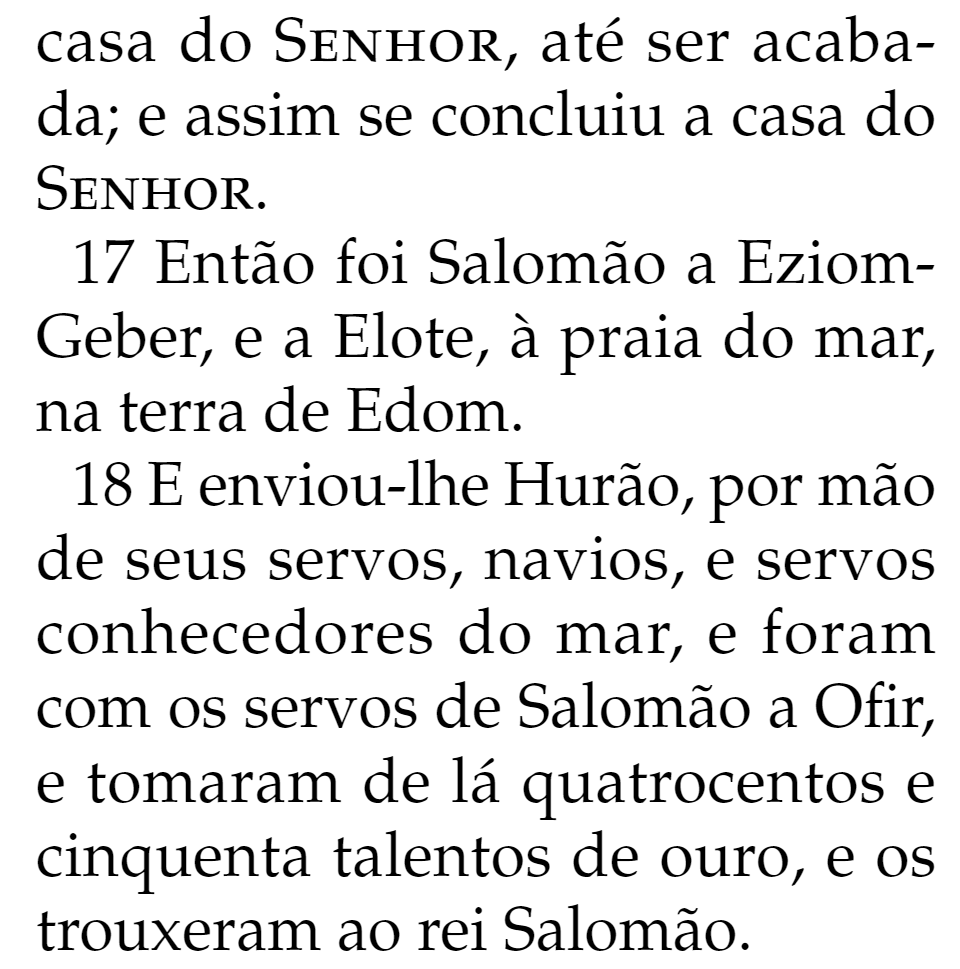 casa do SENHOR, até ser acaba-
da; e assim se concluiu a casa do
SENHOR.
17 Então foi Salomão a Eziom-
Geber, e a Elote, à praia do mar,
na terra de Edom.
18 E enviou-lhe Hurão, por mão
de seus servos, navios, e servos
conhecedores do mar, e foram
com os servos de Salomão a Ofir,
e tomaram de lá quatrocentos e
cinquenta talentos de ouro, e os
trouxeram ao rei Salomão.